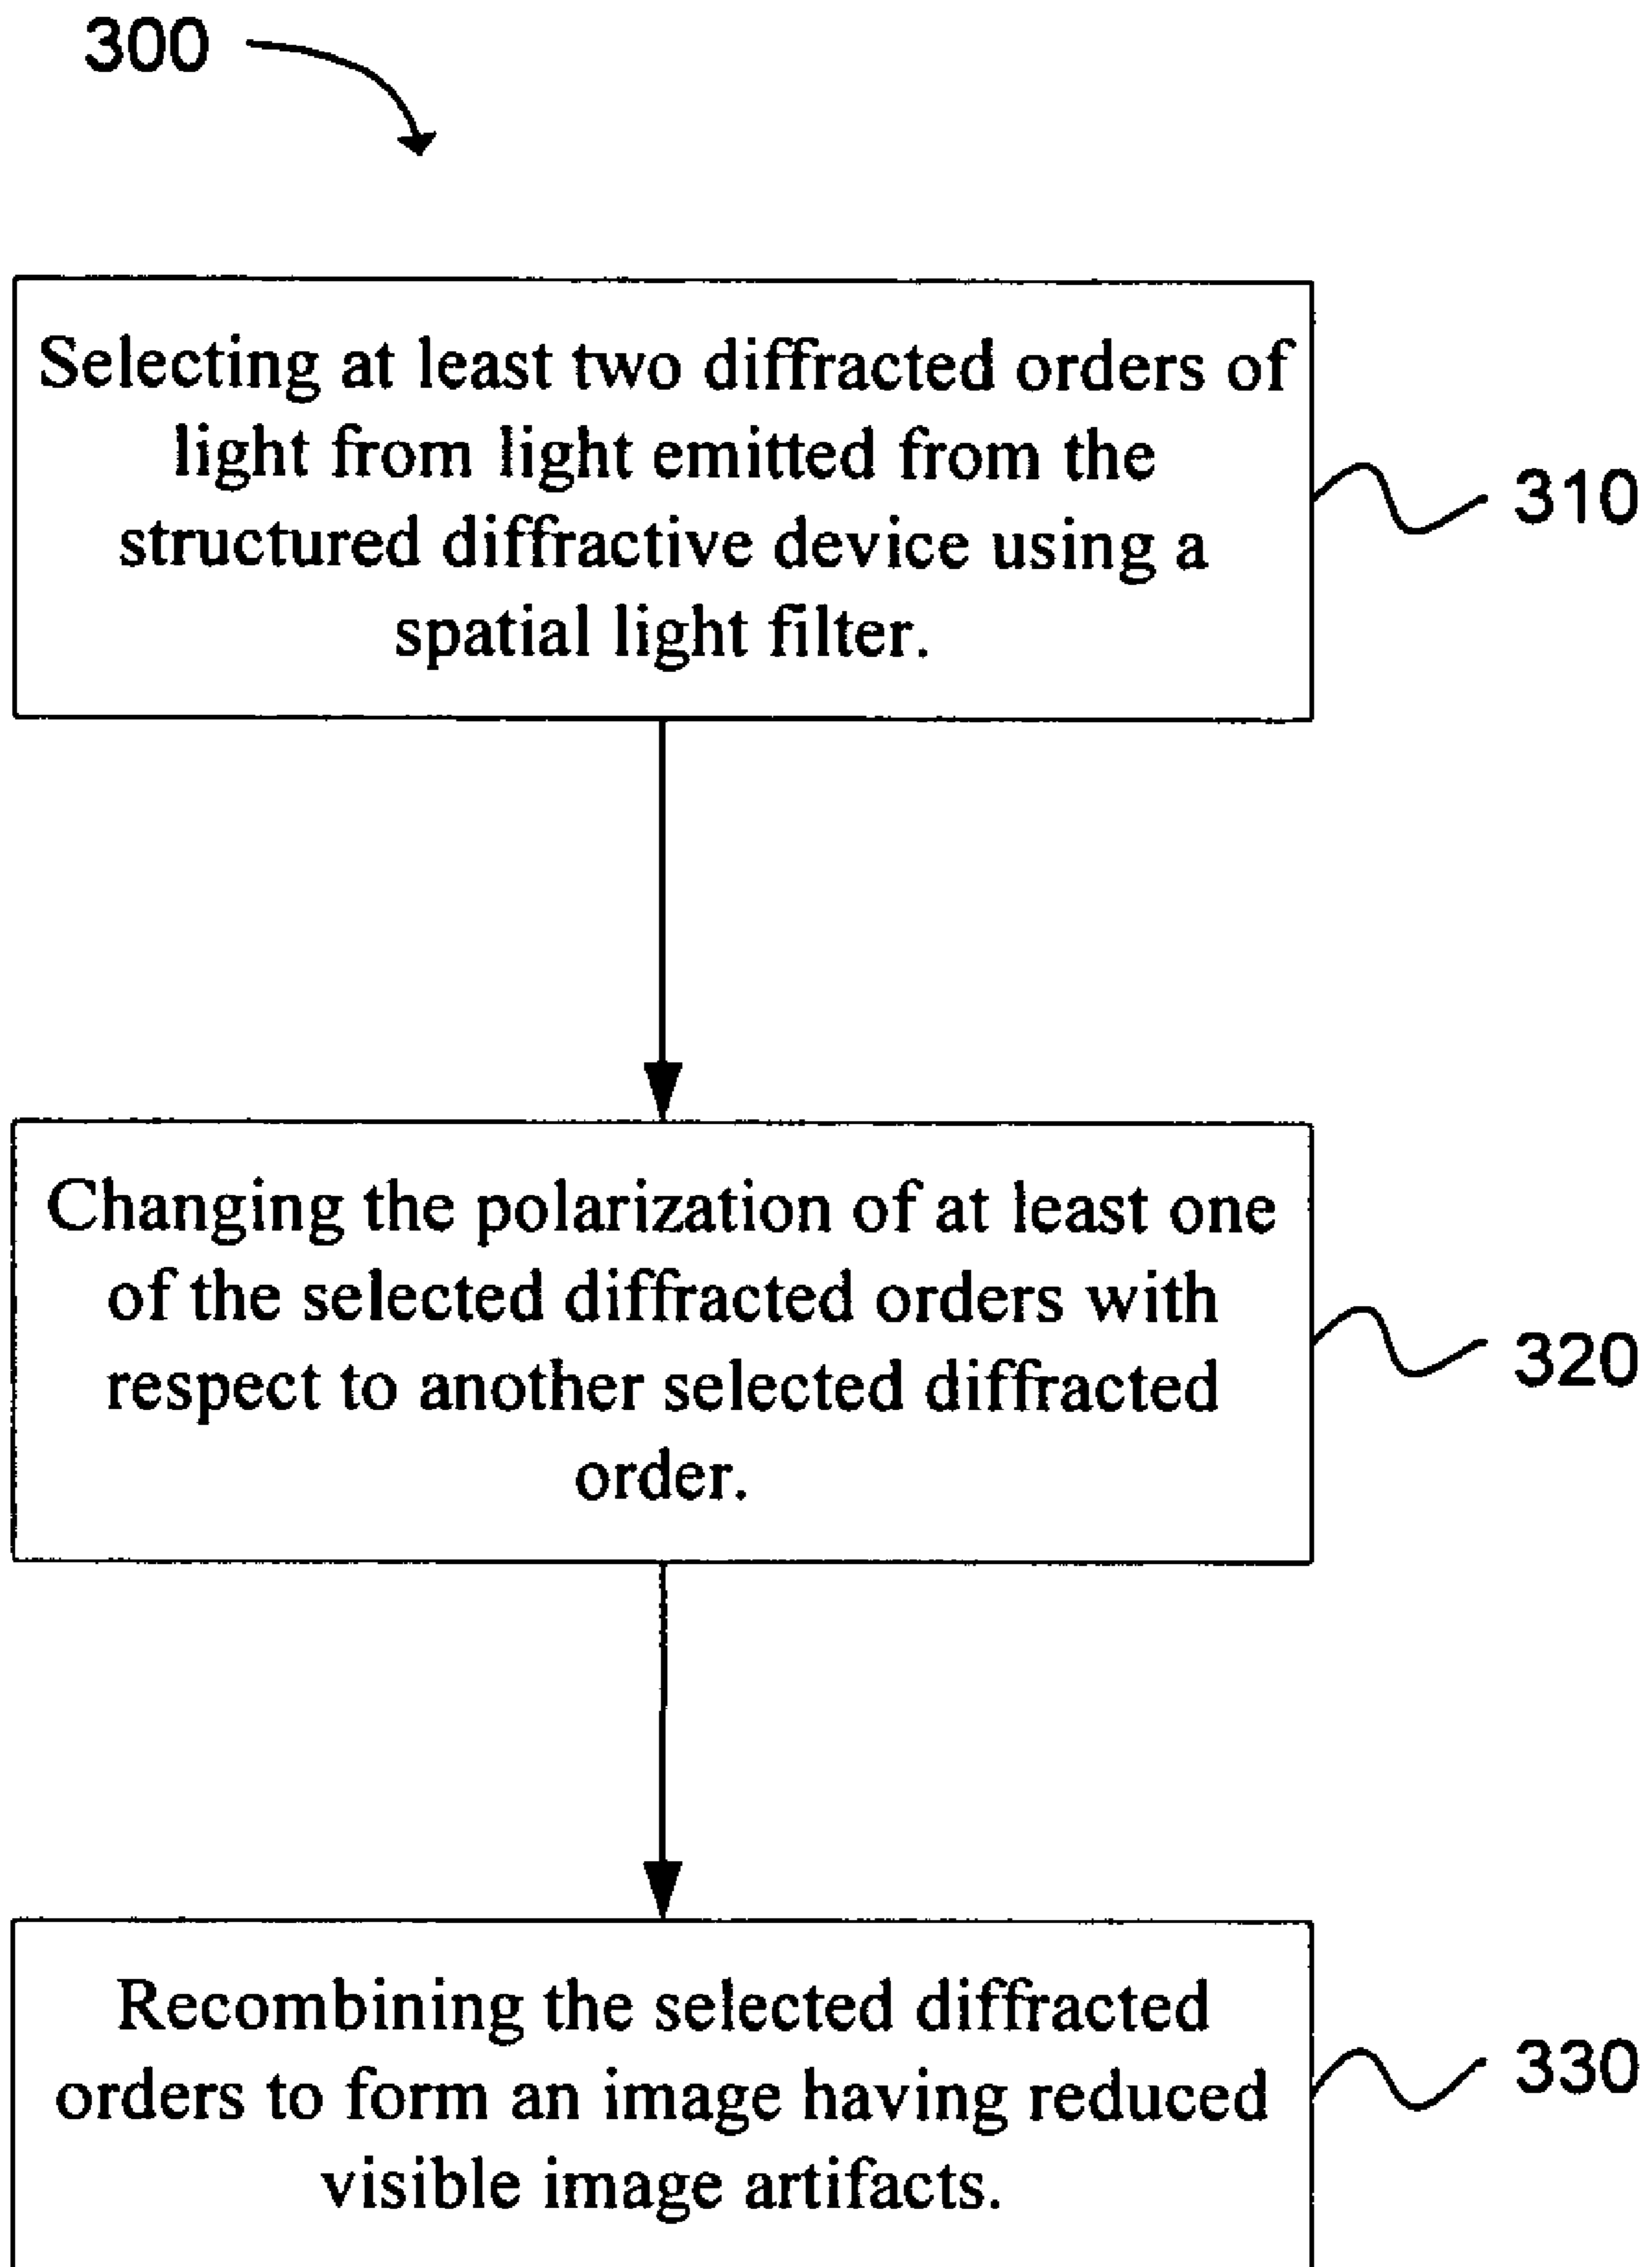 300
Selecting at least two diffracted orders of
light from light emitted from the
structured diffractive device using a
spatial light filter.
310
Changing the polarization of at least one
of the selected diffracted orders with
respect to another selected diffracted
order.
320
Recombining the selected diffracted
orders to form an image having reduced
visible image artifacts.
330